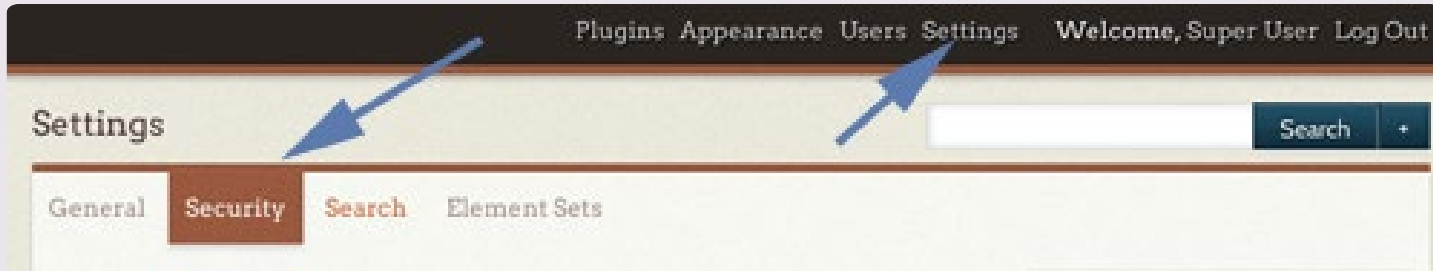 Plugins Appearance Users Settings Welcome, Super User Log Out
Settings
Search +
General Security Search Element Sets